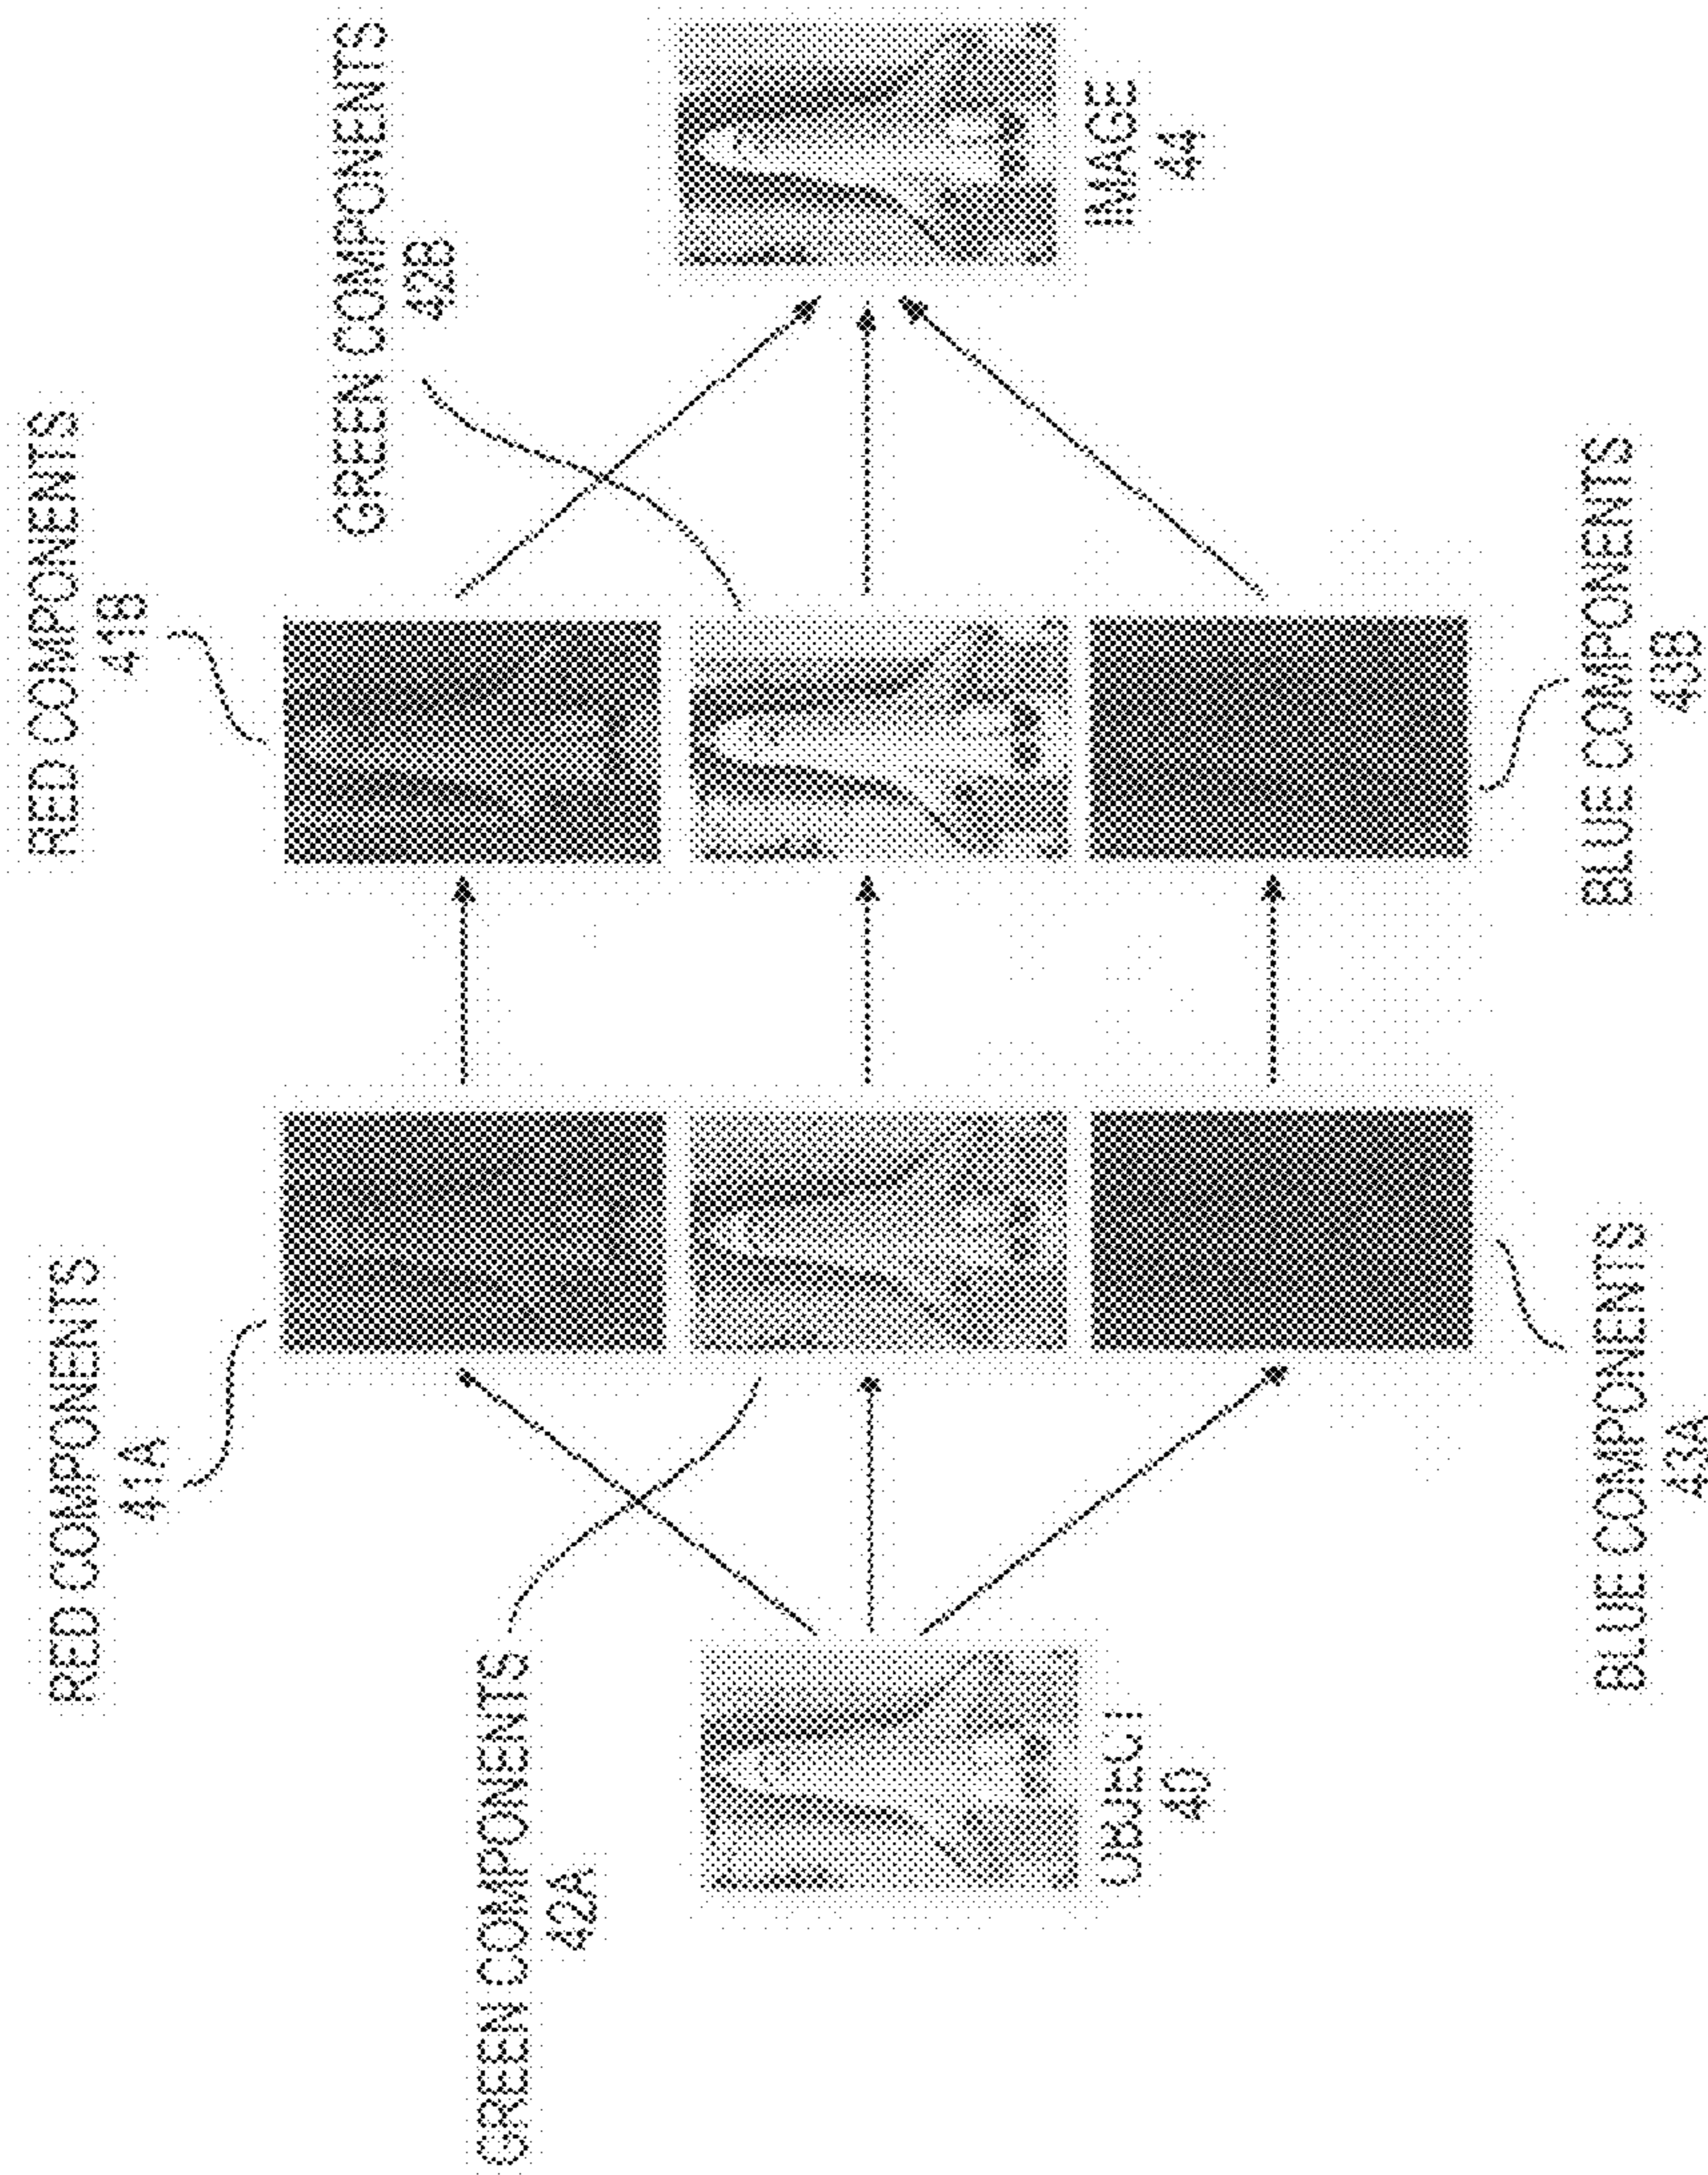 RED COMPONENTS
41A
RED COMPONENTS
41B
GREEN COMPONENTS
42B
GREEN COMPONENTS
42A
OBJECT
40
IMAGE
44
BLUE COMPONENTS
43A
BLUE COMPONENTS
43B